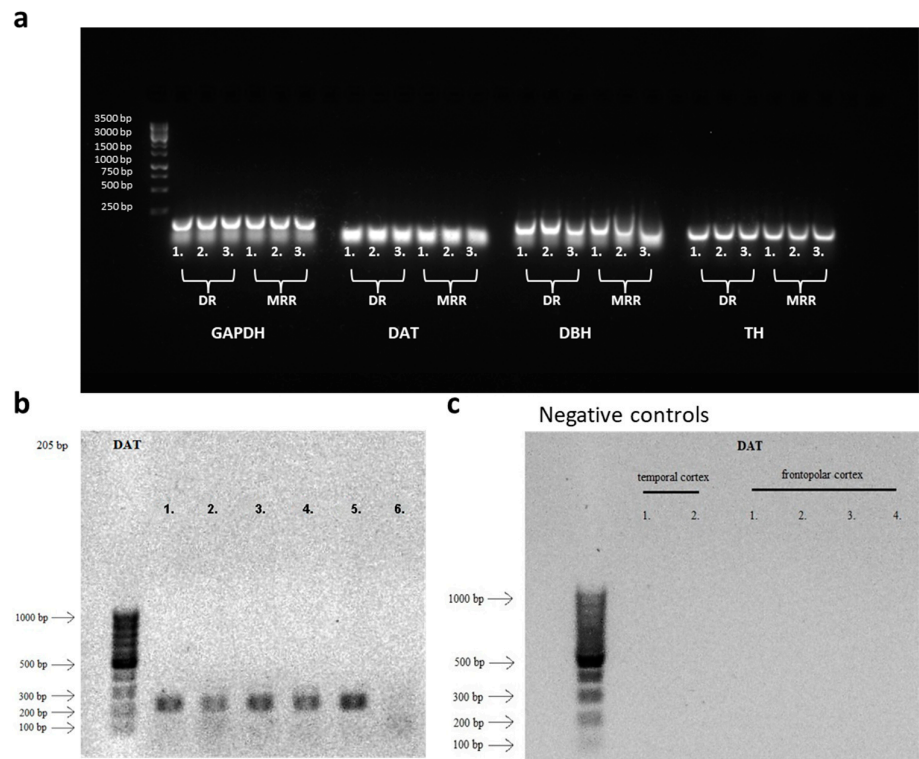 a
3500 bp
3000 bp
1500 bp
1000 bp
750 bp
500 bp
250 bp
1. 2. 3. 1. 2. 3. 1. 2. 3. 1. 2. 3. 1. 2. 3. 1. 2. 3. 1. 2. 3. 1. 2. 3.
DR MRR DR MRR DR MRR DR MRR
GAPDH DAT DBH TH
b
205 bp DAT
1. 2. 3. 4. 5. 6.
1000 bp
500 bp
300 bp
200 bp
100 bp
c
Negative controls
DAT
temporal cortex frontopolar cortex
1. 2. 1. 2. 3. 4.
1000 bp
500 bp
300 bp
200 bp
100 bp